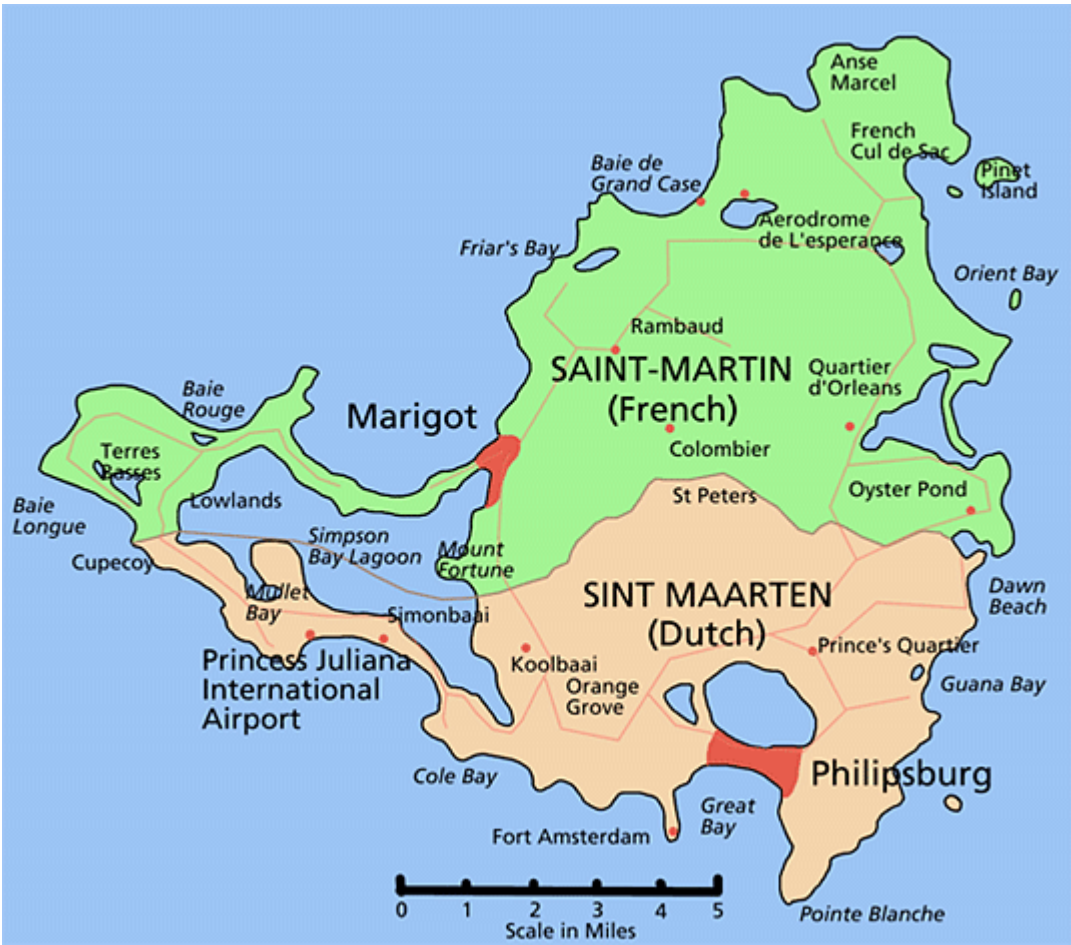 Anse
Marcel
French
Cul de Sac
Baie de
Grand Case
Pinet
Island
Aerodrome
de L'esperance
Friar's Bay
Orient Bay
Rambaud
SAINT-MARTIN
(French)
Quartier
d'Orleans
Baie
Rouge
Marigot
Colombier
Terres
Basses
St Peters
Oyster Pond
Lowlands
Baie
Longue
Simpson
Bay Lagoon
Mount
Fortune
Cupecoy
Mullet
Bay
SINT MAARTEN
(Dutch)
Dawn
Beach
Simonbaai
Prince's Quartier
Princess Juliana
International
Airport
Koolbaai
Orange
Grove
Guana Bay
Cole Bay
Philipsburg
Great
Bay
Fort Amsterdam
0 1 2 3 4 5
Scale in Miles
Pointe Blanche